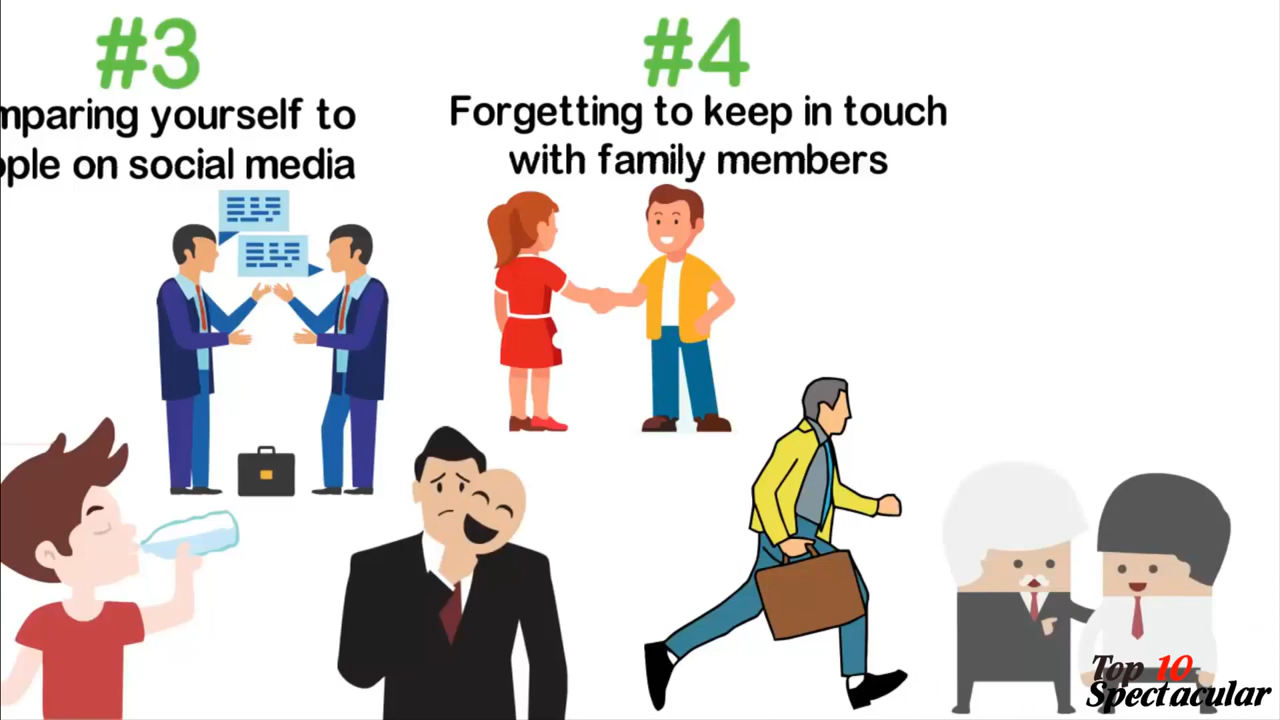 #3
mparing yourself to
ople on social media
#4
Forgetting to keep in touch
with family members
Top 10
Spectacular